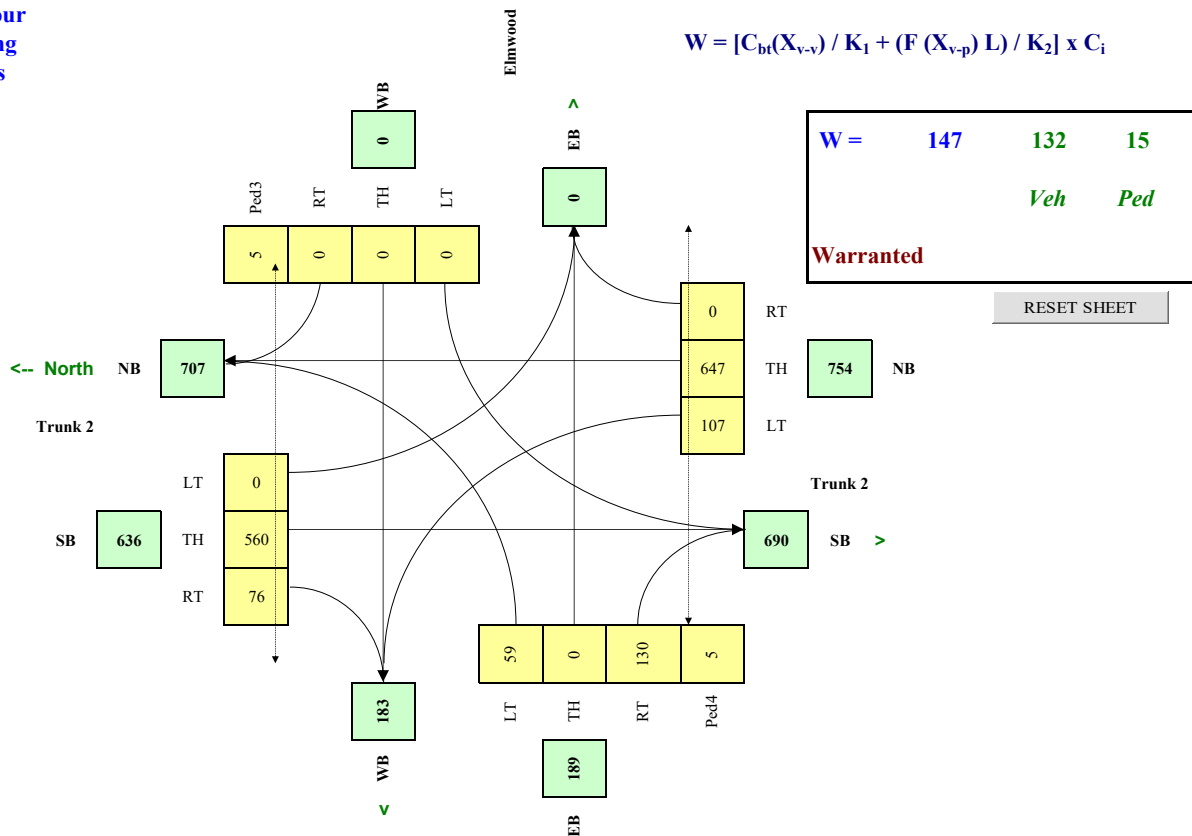 our
ng
s
Elmwood
W = [Cbt(Xv-v) / K1 + (F (Xv-p) L) / K2] x Ci
WB
0
<
EB
0
W = 147 132 15
Veh Ped
Warranted
RESET SHEET
Ped3 RT TH LT
5 0 0 0
0 RT
647 TH
107 LT
754 NB
<-- North NB 707
Trunk 2
LT 0
TH 560
RT 76
SB 636
Trunk 2
690 SB >
59 0 130 5
LT TH RT Ped4
183
WB
v
189
EB